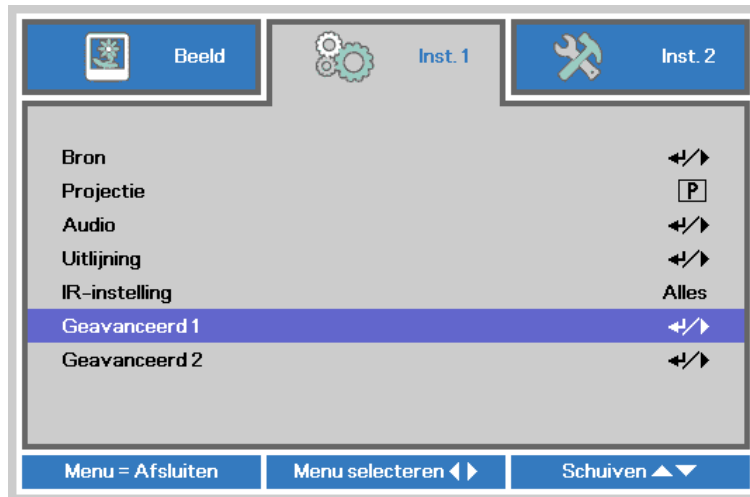 Beeld
Inst. 1
Inst. 2
Bron
Projectie P
Audio
Uitlijning
IR-instelling Alles
Geavanceerd 1
Geavanceerd 2
Menu = Afsluiten
Menu selecteren
Schuiven